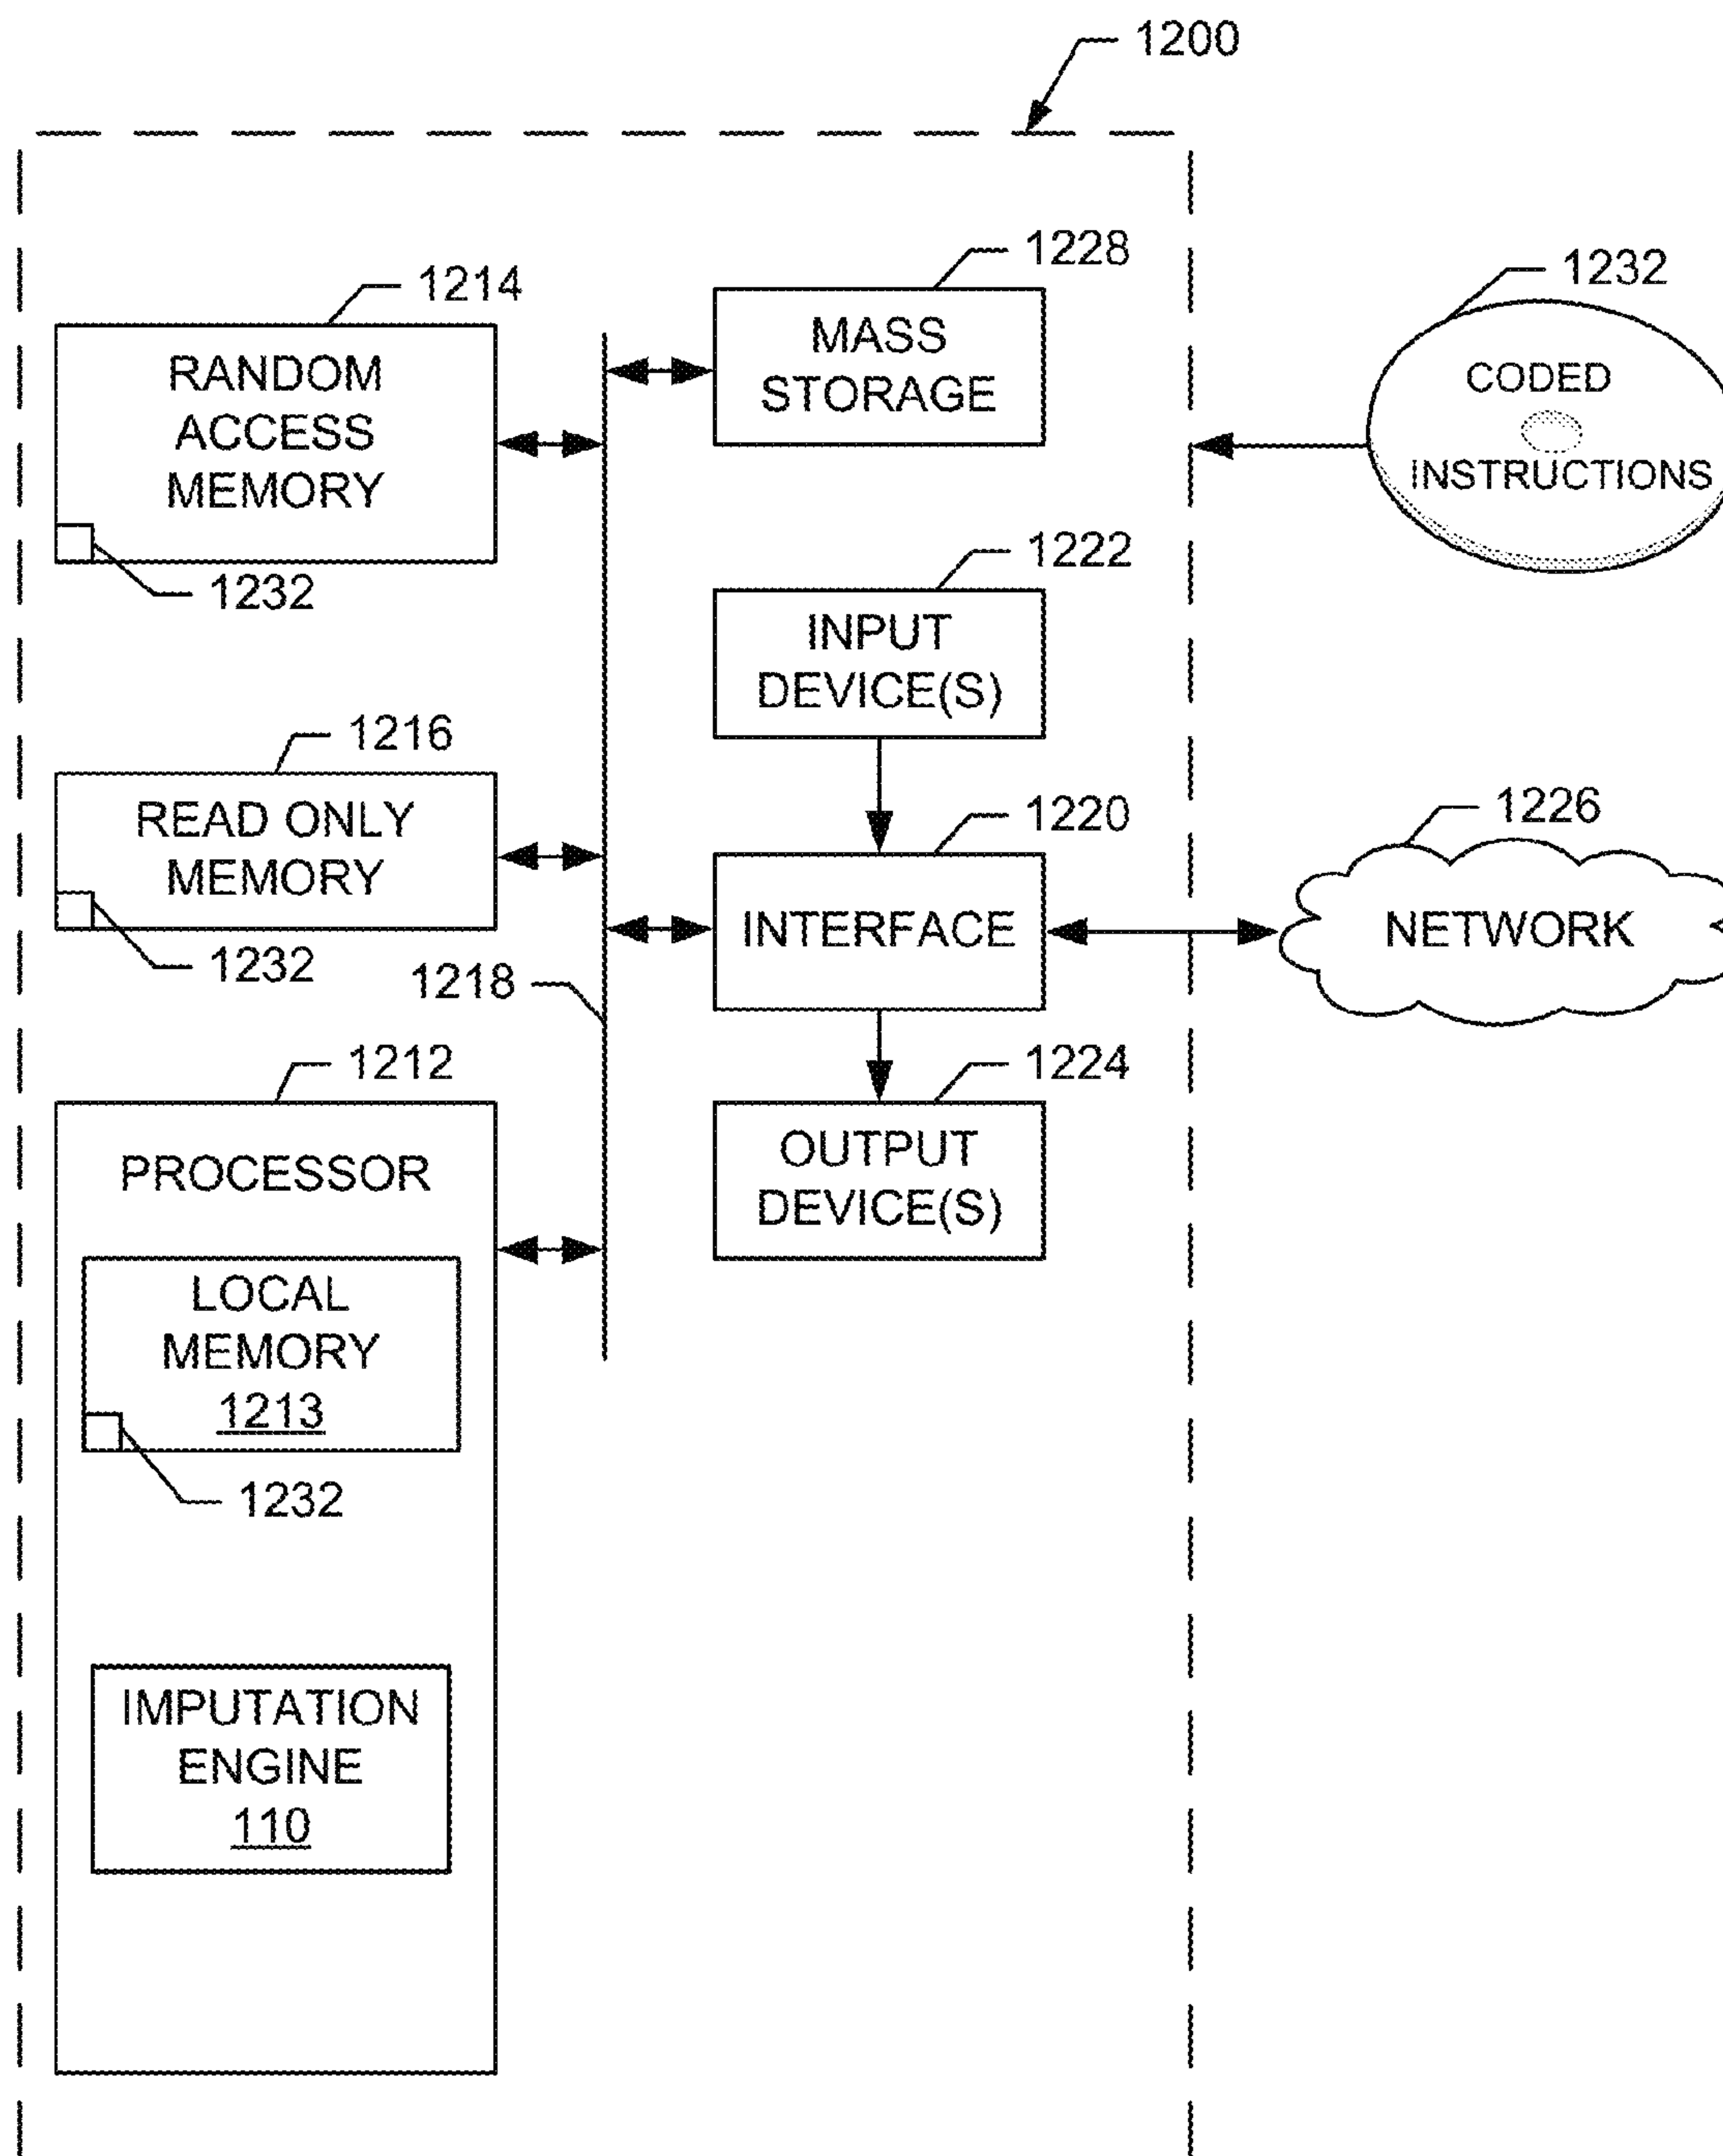 1200
1228
MASS
STORAGE
1214
RANDOM
ACCESS
MEMORY
1232
1232
CODED
INSTRUCTIONS
1222
INPUT
DEVICE(S)
1216
READ ONLY
MEMORY
1232
1220
INTERFACE
1226
NETWORK
1218
1212
PROCESSOR
1224
OUTPUT
DEVICE(S)
LOCAL
MEMORY
1213
1232
IMPUTATION
ENGINE
110